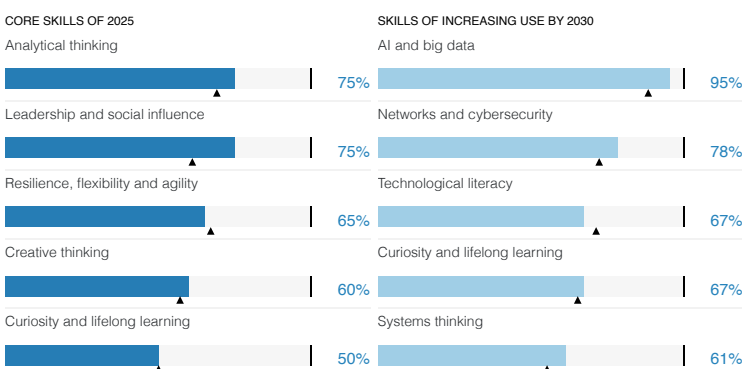 CORE SKILLS OF 2025
Analytical thinking
75%
Leadership and social influence
75%
Resilience, flexibility and agility
65%
Creative thinking
60%
Curiosity and lifelong learning
50%
SKILLS OF INCREASING USE BY 2030
AI and big data
95%
Networks and cybersecurity
78%
Technological literacy
67%
Curiosity and lifelong learning
67%
Systems thinking
61%